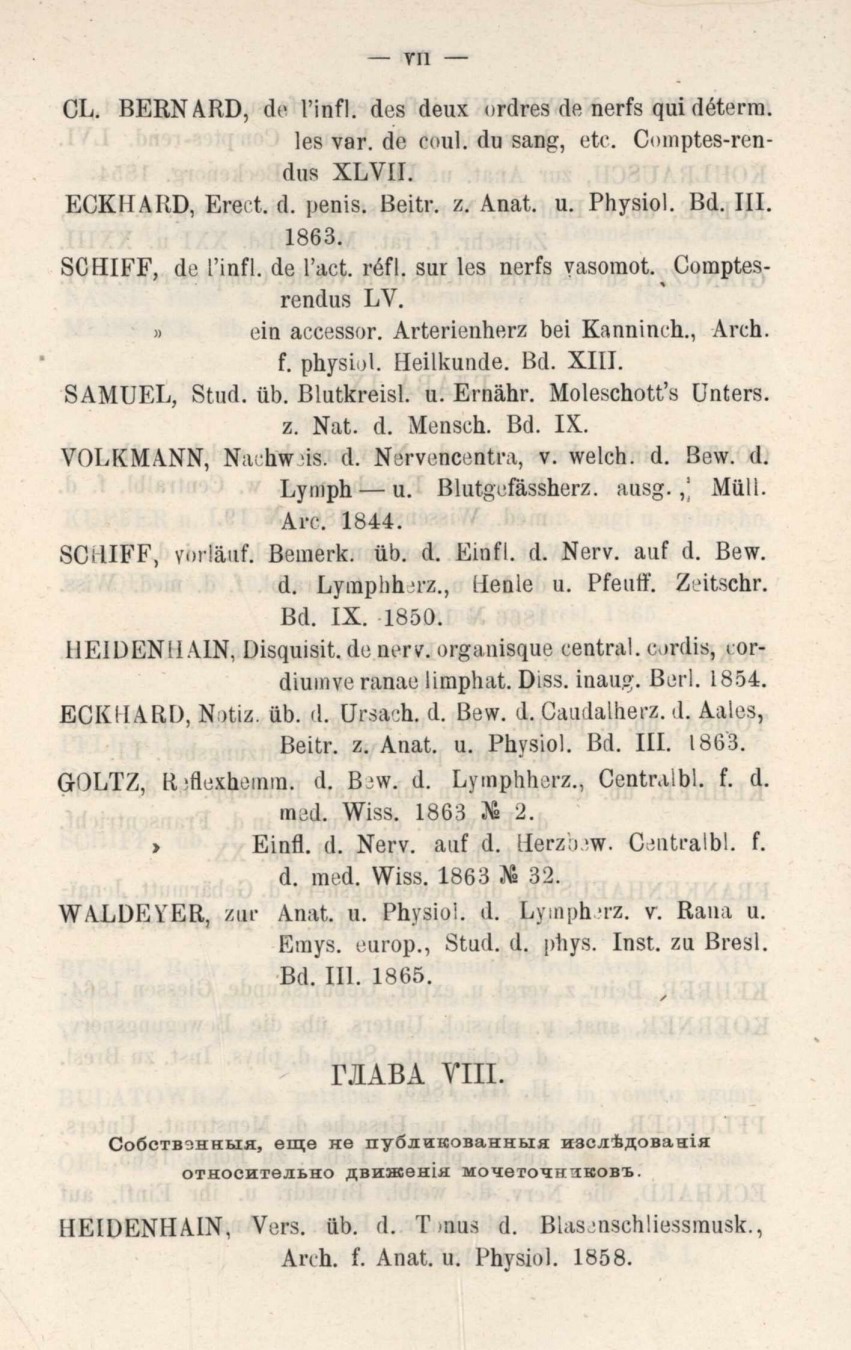 — VII —
CL. BERNARD, de l'infl. des deux ordres de nerfs qui déterm.
les var. de coul. du sang, etc. Comptes-ren-
dus XLVII.
ECKHARD, Erect. d. penis. Beitr. z. Anat. u. Physiol. Bd. III.
1863.
SCHIFF, de l'infl. de l'act. réfl. sur les nerfs vasomot. Comptes-
rendus LV.
» ein accessor. Arterienherz bei Kanninch., Arch.
f. physiol. Heilkunde. Bd. XIII.
SAMUEL, Stud. üb. Blutkreisl. u. Ernähr. Moleschott's Unters.
z. Nat. d. Mensch. Bd. IX.
VOLKMANN, Nachweis. d. Nervencentra, v. welch. d. Bew. d.
Lymph — u. Blutgefässherz. ausg., Müll.
Arc. 1844.
SCHIFF, vorläuf. Bemerk. üb. d. Einfl. d. Nerv. auf d. Bew.
d. Lymphherz., Henle u. Pfeuff. Zeitschr.
Bd. IX. 1850.
HEIDENHAIN, Disquisit. de nerv. organisque central. cordis, cor-
diumve ranae limphat. Diss. inaug. Berl. 1854.
ECKHARD, Notiz. üb. d. Ursach. d. Bew. d. Caudalherz. d. Aales,
Beitr. z. Anat. u. Physiol. Bd. III. 1863.
GOLTZ, Reflexhemm. d. Bew. d. Lymphherz., Centralbl. f. d.
med. Wiss. 1863 № 2.
› Einfl. d. Nerv. auf d. Herzbew. Centralbl. f.
d. med. Wiss. 1863 № 32.
WALDEYER, zur Anat. u. Physiol. d. Lympherz. v. Rana u.
Emys. europ., Stud. d. phys. Inst. zu Bresl.
Bd. III. 1865.
ГЛАВА VIII.
Собственныя, еще не публикованныя изслѣдованія
относительно движенія мочеточниковъ.
HEIDENHAIN, Vers. üb. d. Tonus d. Blasenschliessmusk.,
Arch. f. Anat. u. Physiol. 1858.